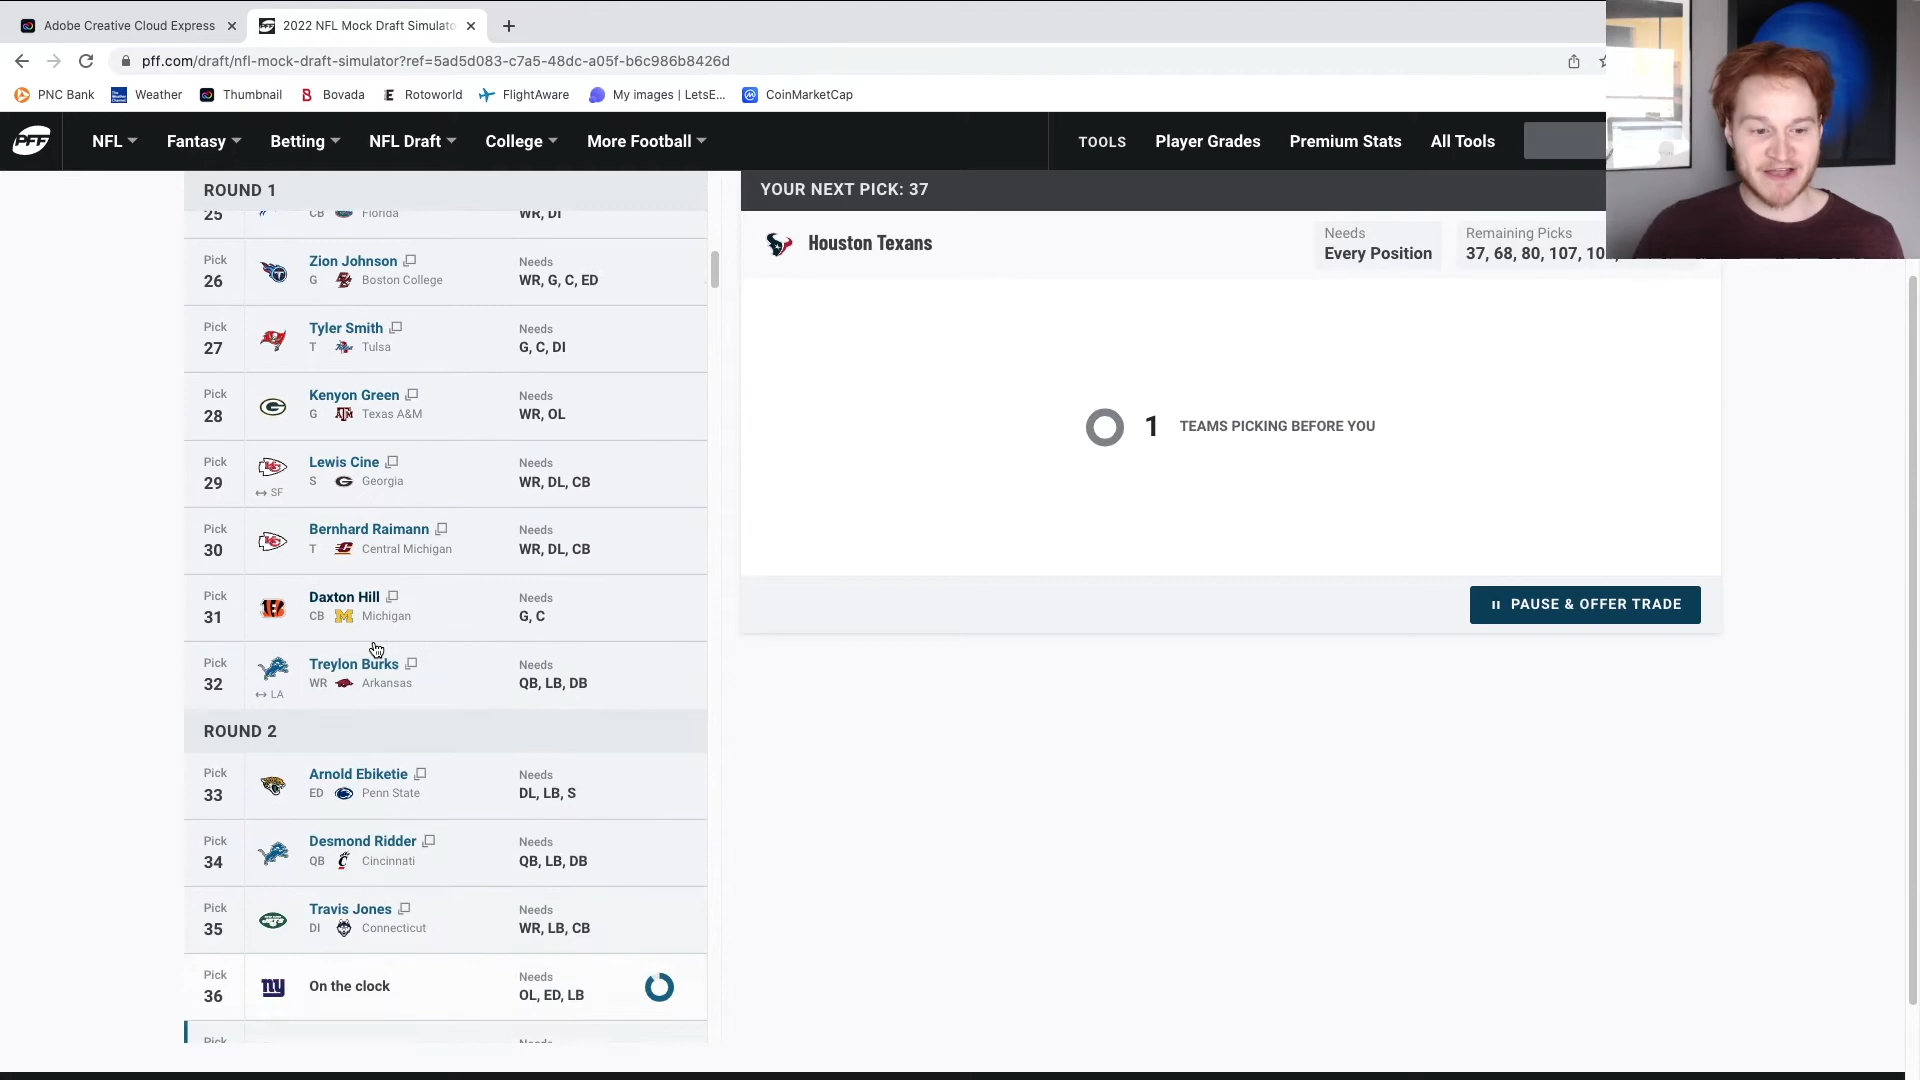 Adobe Creative Cloud Express
2022 NFL Mock Draft Simulato
pff.com/draft/nfl-mock-draft-simulator?ref=5ad5d083-c7a5-48dc-a05f-b6c986b8426d
PNC Bank Weather Thumbnail Bovada Rotoworld FlightAware My images | LetsE... CoinMarketCap
PFF NFL Fantasy Betting NFL Draft College More Football TOOLS Player Grades Premium Stats All Tools
ROUND 1
25 CB Florida WR, DI
Pick 26 Zion Johnson G Boston College Needs WR, G, C, ED
Pick 27 Tyler Smith T Tulsa Needs G, C, DI
Pick 28 Kenyon Green G Texas A&M Needs WR, OL
Pick 29 SF Lewis Cine S Georgia Needs WR, DL, CB
Pick 30 Bernhard Raimann T Central Michigan Needs WR, DL, CB
Pick 31 Daxton Hill CB Michigan Needs G, C
Pick 32 LA Treylon Burks WR Arkansas Needs QB, LB, DB
ROUND 2
Pick 33 Arnold Ebiketie ED Penn State Needs DL, LB, S
Pick 34 Desmond Ridder QB Cincinnati Needs QB, LB, DB
Pick 35 Travis Jones DI Connecticut Needs WR, LB, CB
Pick 36 ny On the clock Needs OL, ED, LB
YOUR NEXT PICK: 37
Houston Texans
Needs
Every Position
Remaining Picks
37, 68, 80, 107,
1 TEAMS PICKING BEFORE YOU
PAUSE & OFFER TRADE